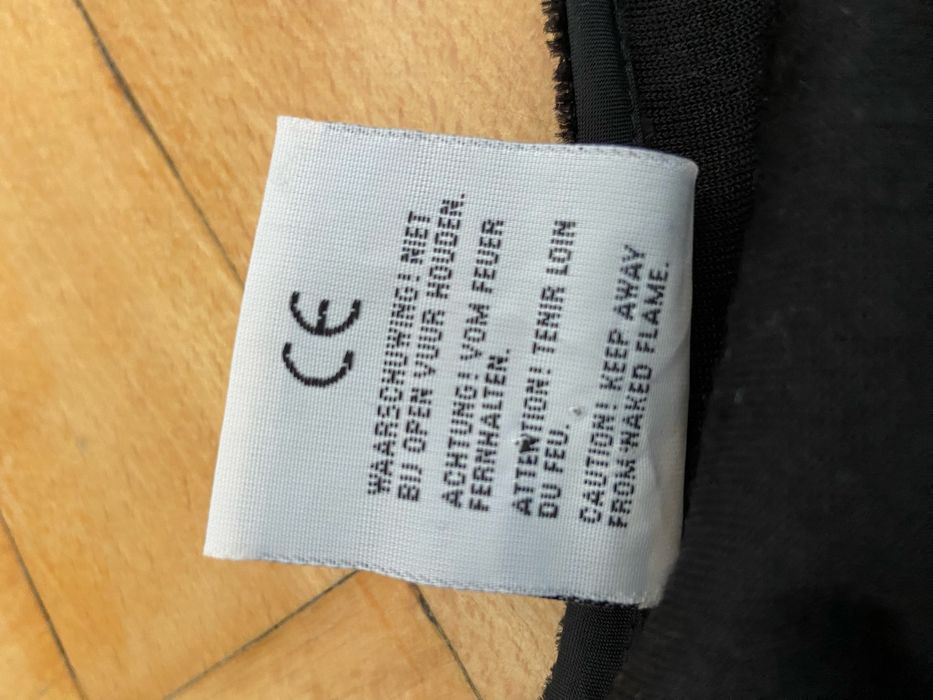 CE
WAARSCHUWING! NIET
BIJ OPEN VUUR HOUDEN.
ACHTUNG! VOM FEUER
FERNHALTEN.
ATTENTION! TENIR LOIN
DU FEU.
CAUTION! KEEP AWAY
FROM NAKED FLAME.